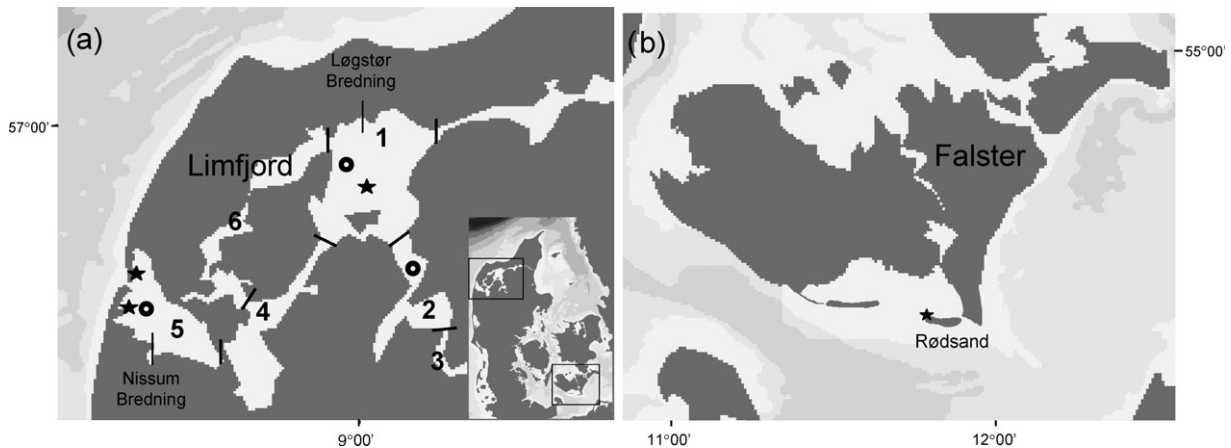 (a)
Løgstør
Bredning
57°00'
1
Limfjord
6
2
4
5
3
Nissum
Bredning
9°00'
(b)
55°00'
Falster
Rødsand
11°00'
12°00'